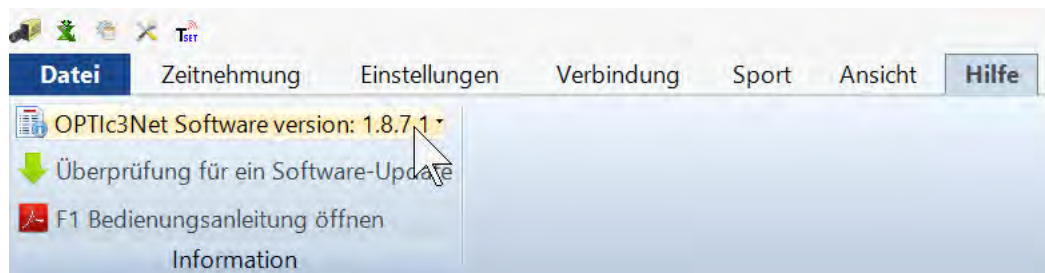 TSET
Datei Zeitnehmung Einstellungen Verbindung Sport Ansicht Hilfe
OPTIc3Net Software version: 1.8.7.1
Überprüfung für ein Software-Update
F1 Bedienungsanleitung öffnen
Information